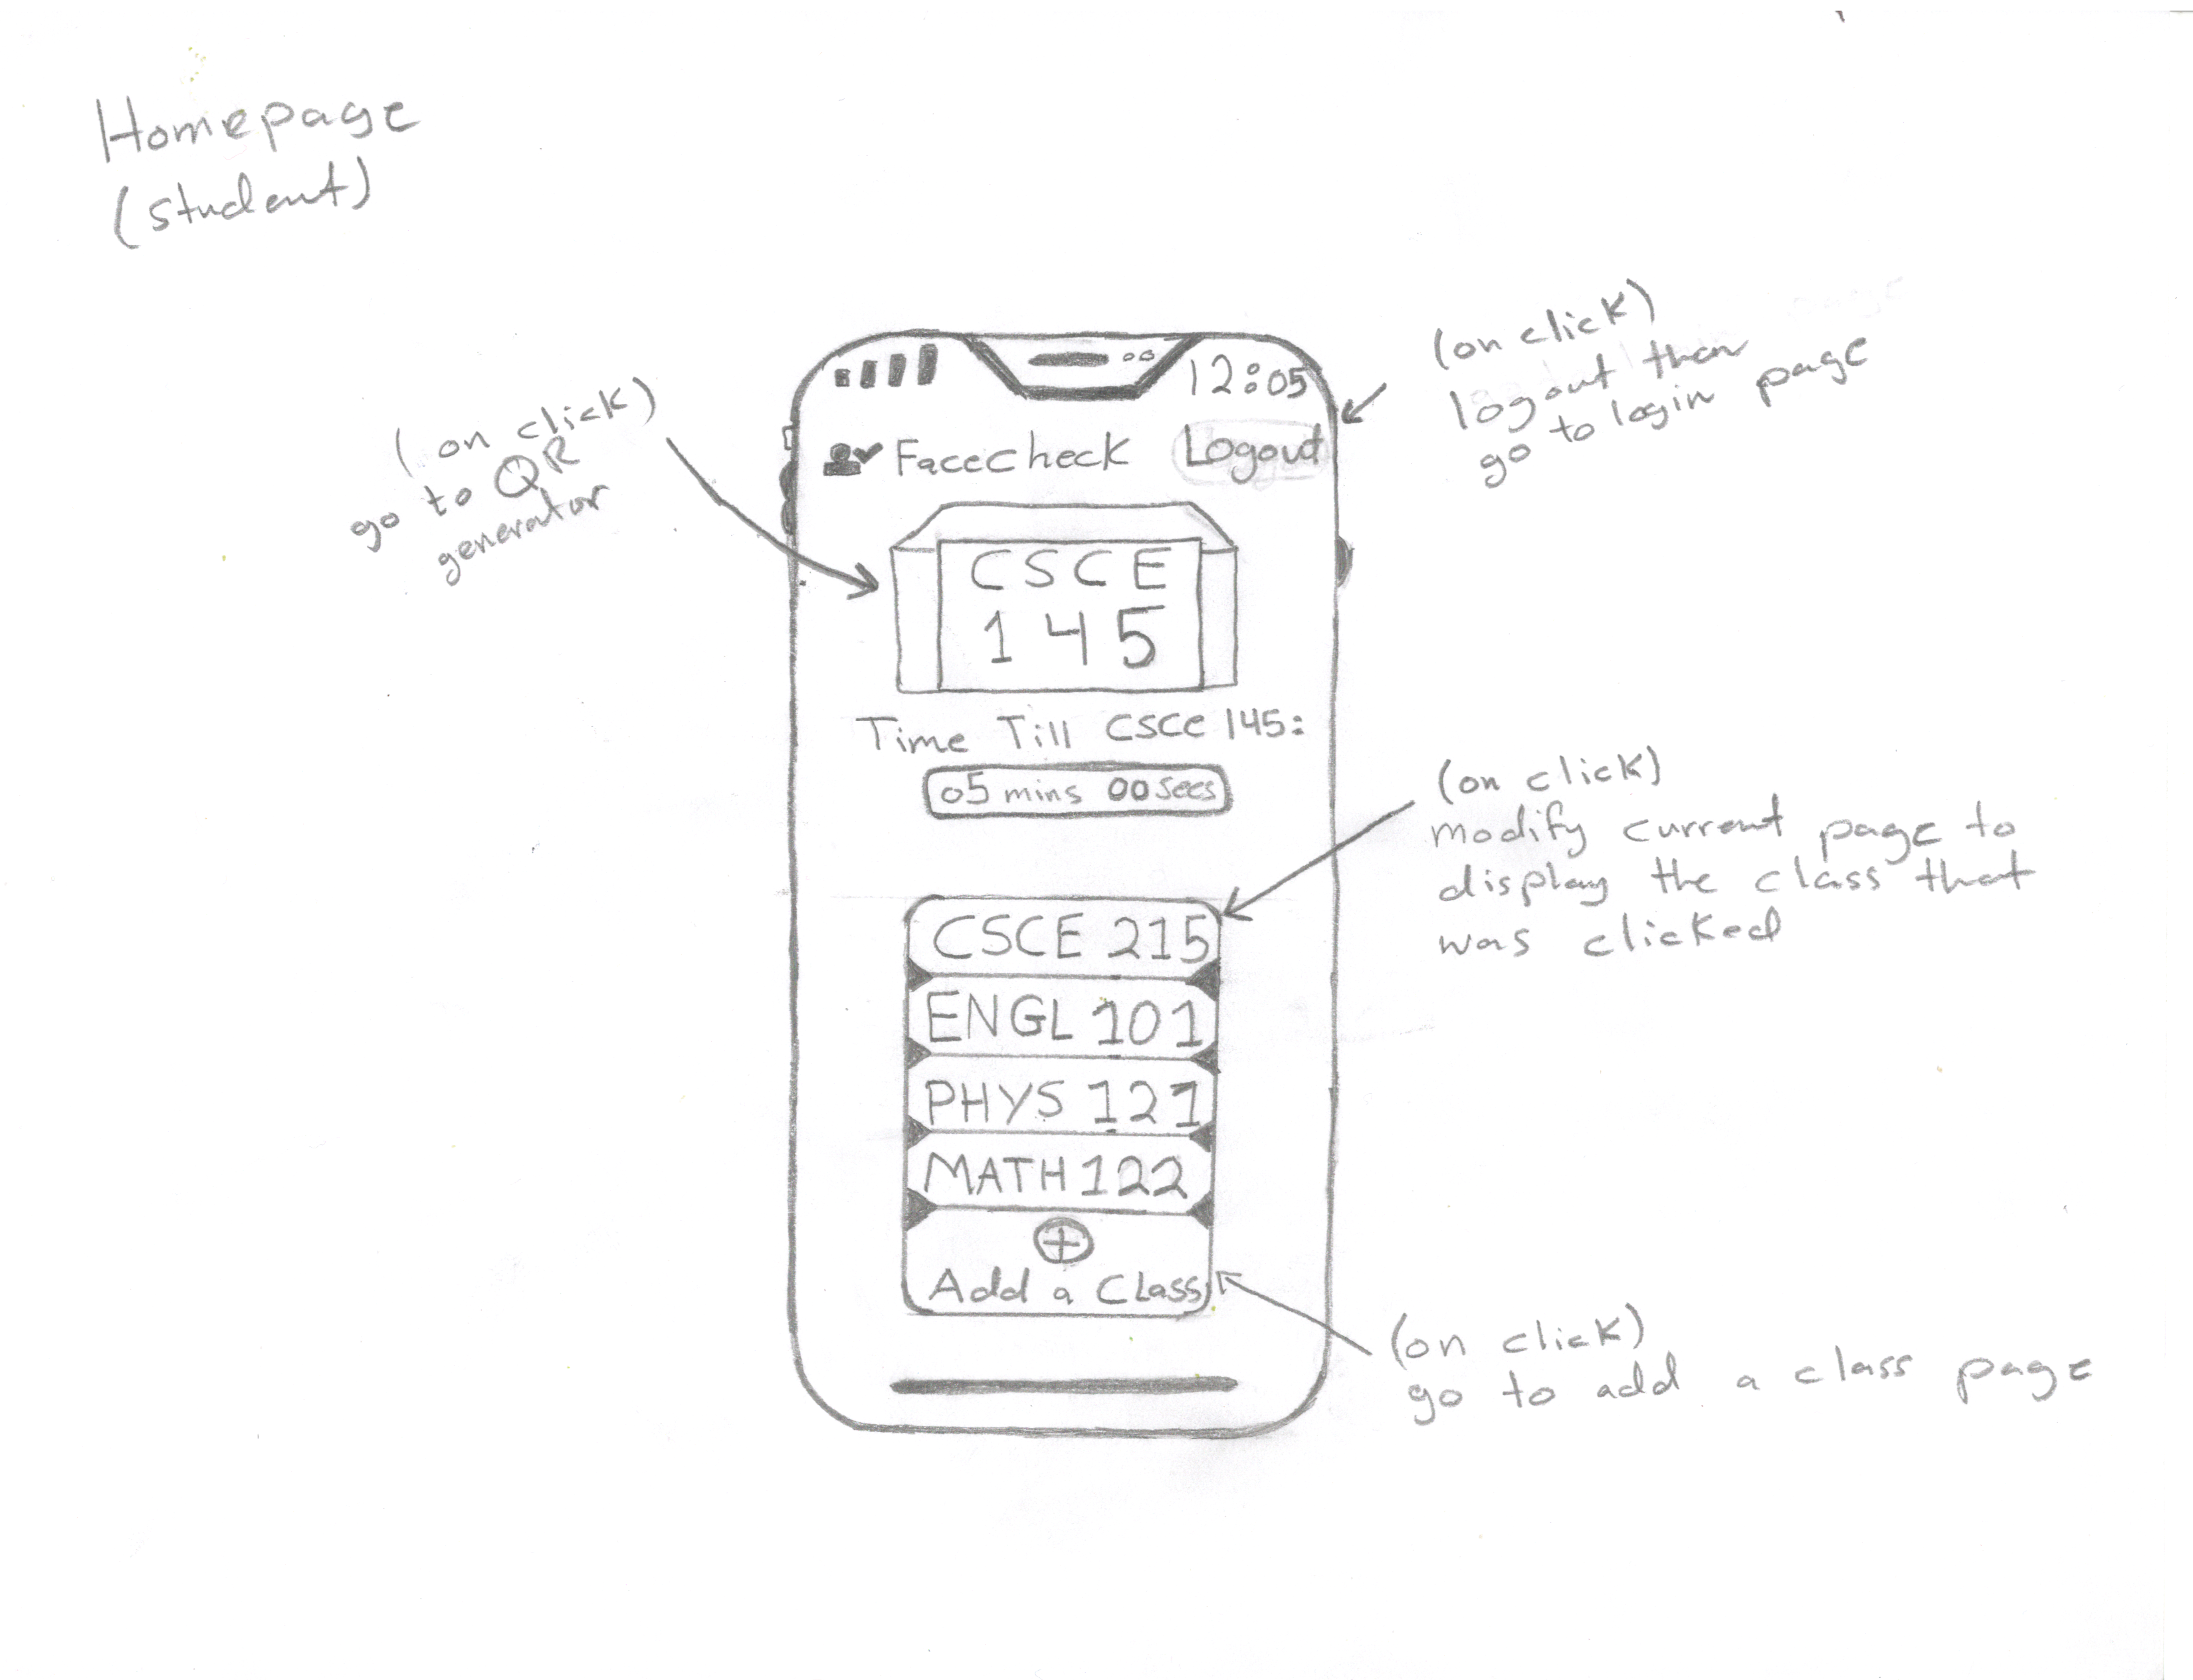 Homepage
(student)
(on click)
go to QR
generator
12:05
Facecheck
Logout
(on click)
logout then
go to login page
CSCE
145
Time Till CSCE 145:
05 mins 00 secs
(on click)
modify current page to
display the class that
was clicked
CSCE 215
ENGL 101
PHYS 121
MATH 122
Add a Class
(on click)
go to add a class page